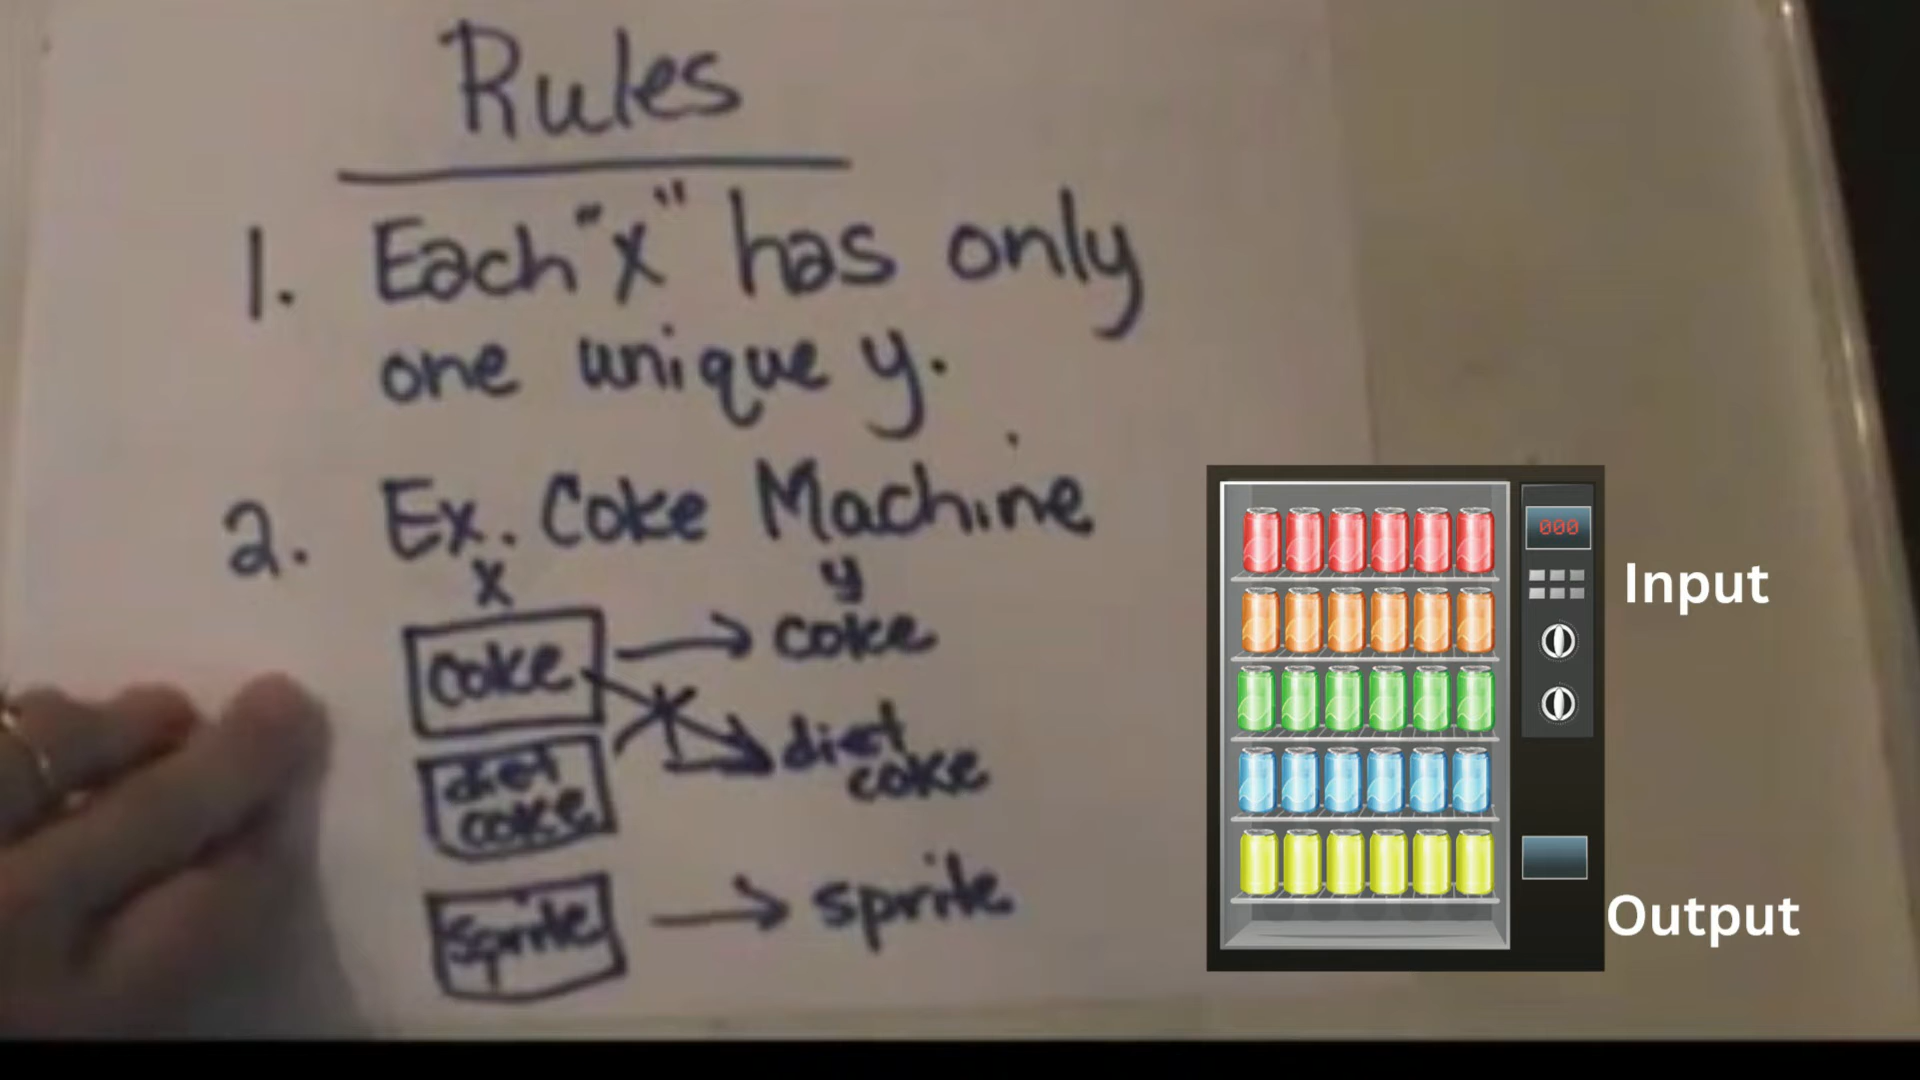 Rules
1. Each "x" has only
one unique y.
2. Ex. Coke Machine
x y
coke coke
diet
coke
diet
coke
sprite sprite
000
Input
Output